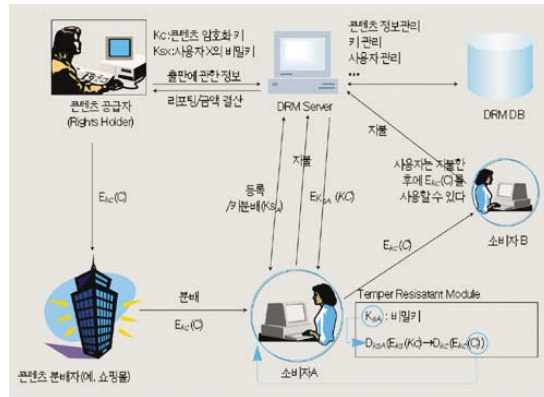 Kc:콘텐츠 암호화 키
Ksx:사용자 X의 비밀키
출판에 관한 정보
리포팅/금액 결산
콘텐츠 공급자
(Rights Holder)
DRM Server
콘텐츠 정보관리
키 관리
사용자 관리
...
DRM DB
지불
사용자는 지불한
후에 EKC(C)를
사용할 수 있다
소비자 B
EKC(C)
등록
/키분배(KsA)
지불
EKSA(KC)
EKC(C)
분배
EKC(C)
콘텐츠 분배자(예, 쇼핑몰)
소비자A
Temper Resisatant Module
KSA : 비밀키
DKSA(EKS(KC)→DKC(EKC(C))